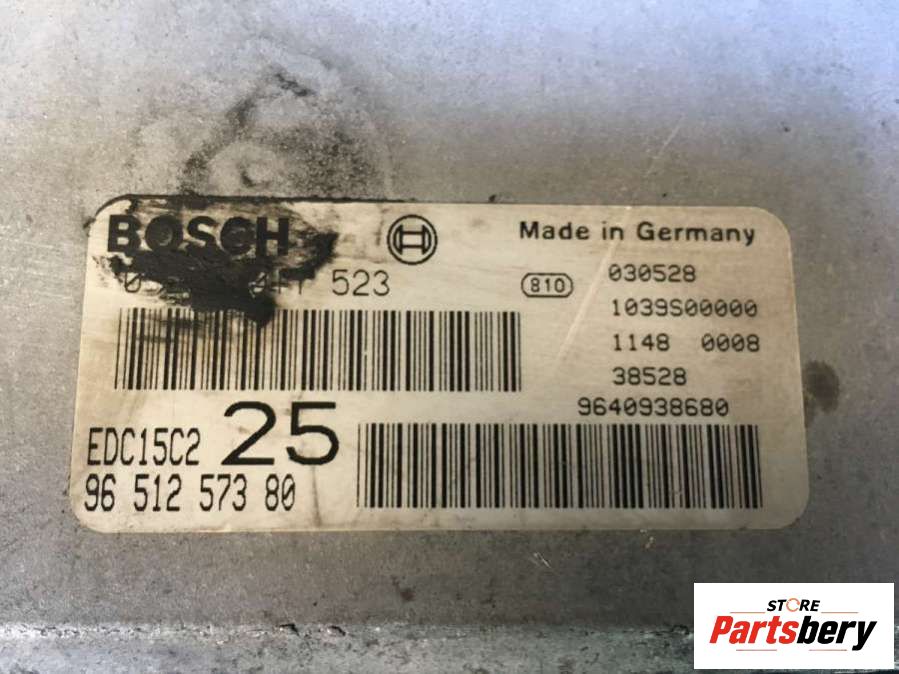 BOSCH Made in Germany
523 810 030528
1039S00000
1148 0008
38528
9640938680
EDC15C2 25
96 512 573 80
STORE
Partsbery